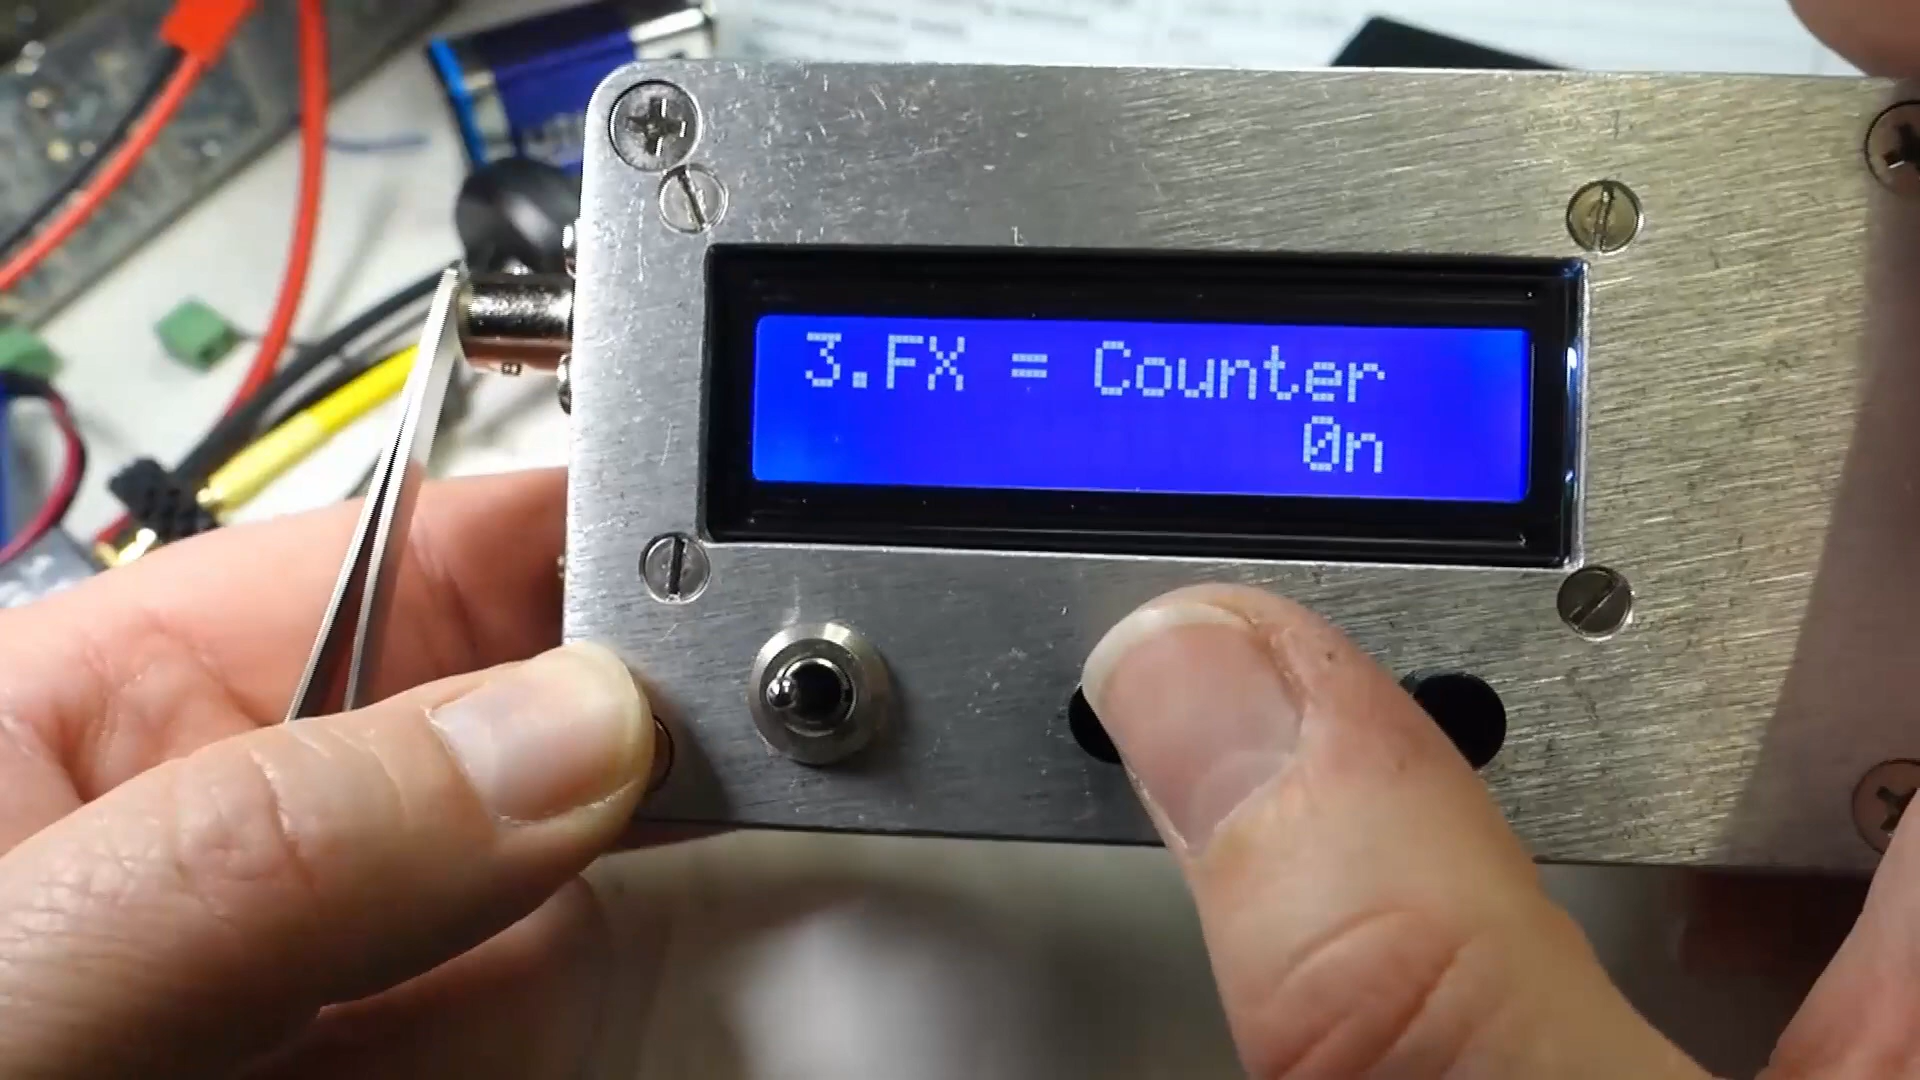 3.FX = Counter
0n